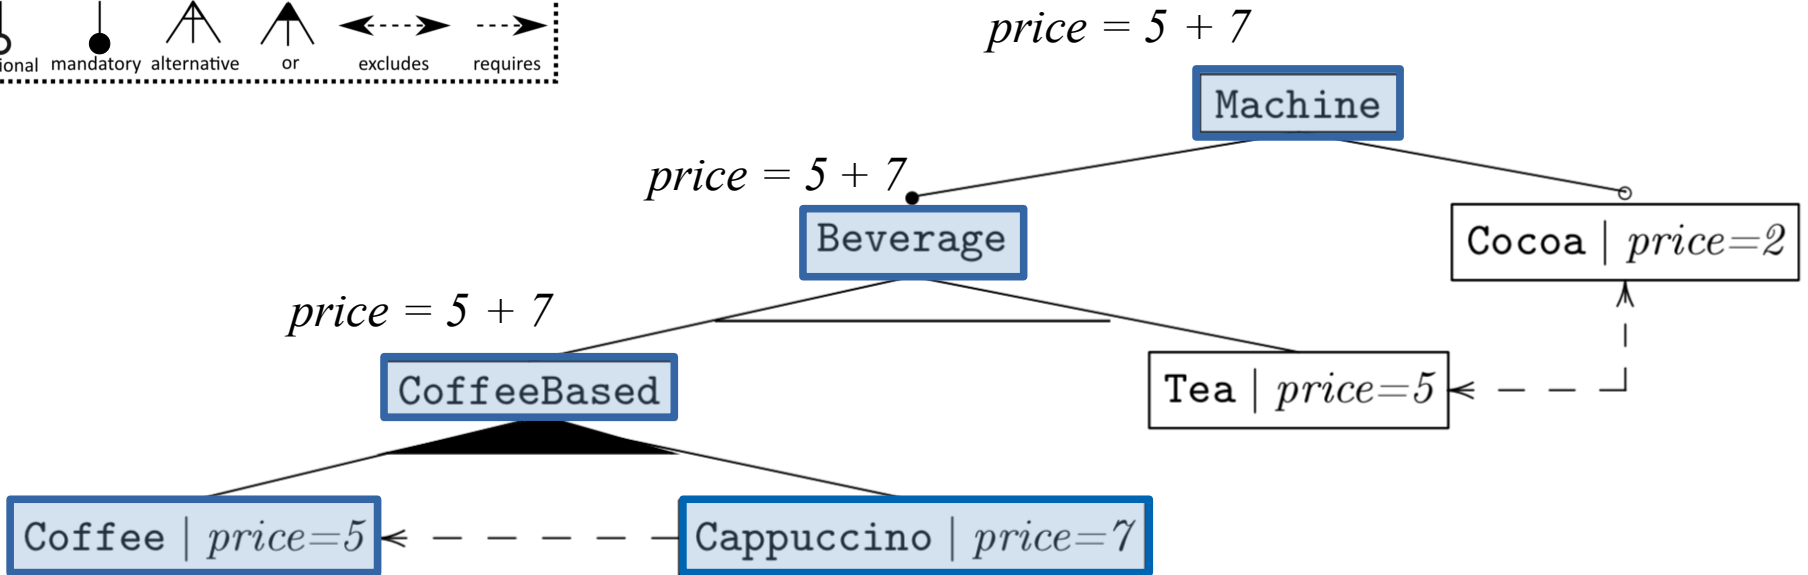 price = 5 + 7
ional mandatory alternative or excludes requires
Machine
price = 5 + 7
Beverage
Cocoa | price=2
price = 5 + 7
CoffeeBased
Tea | price=5
Coffee | price=5
Cappuccino | price=7